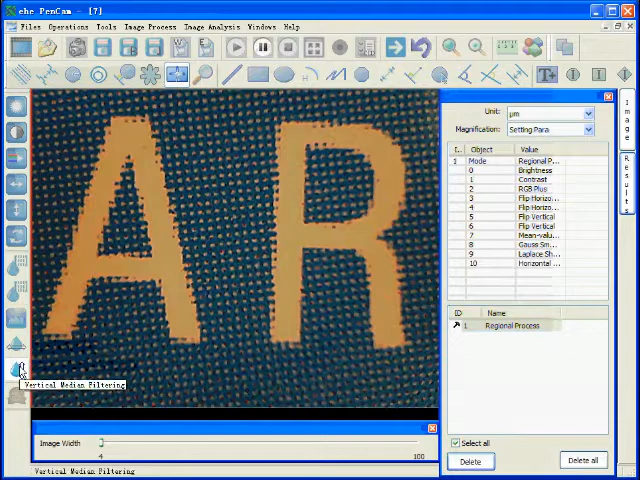 ehe PenCam - [7]
Files Operations Tools Image Process Image Analysis Windows Help
T+
AR
Unit: μm
Magnification: Setting Para
I.. Object Value
1 Mode Regional P...
0 Brightness
1 Contrast
2 RGB Plus
3 Flip Horizo...
4 Flip Horizo...
5 Flip Vertical
6 Flip Vertical
7 Mean-valu...
8 Gauss Sm...
9 Laplace Sh...
10 Horizontal ...
ID Name
1 Regional Process
Select all
Delete Delete all
Image
Results
Vertical Median Filtering
Image Width
4 100
Vertical Median Filtering